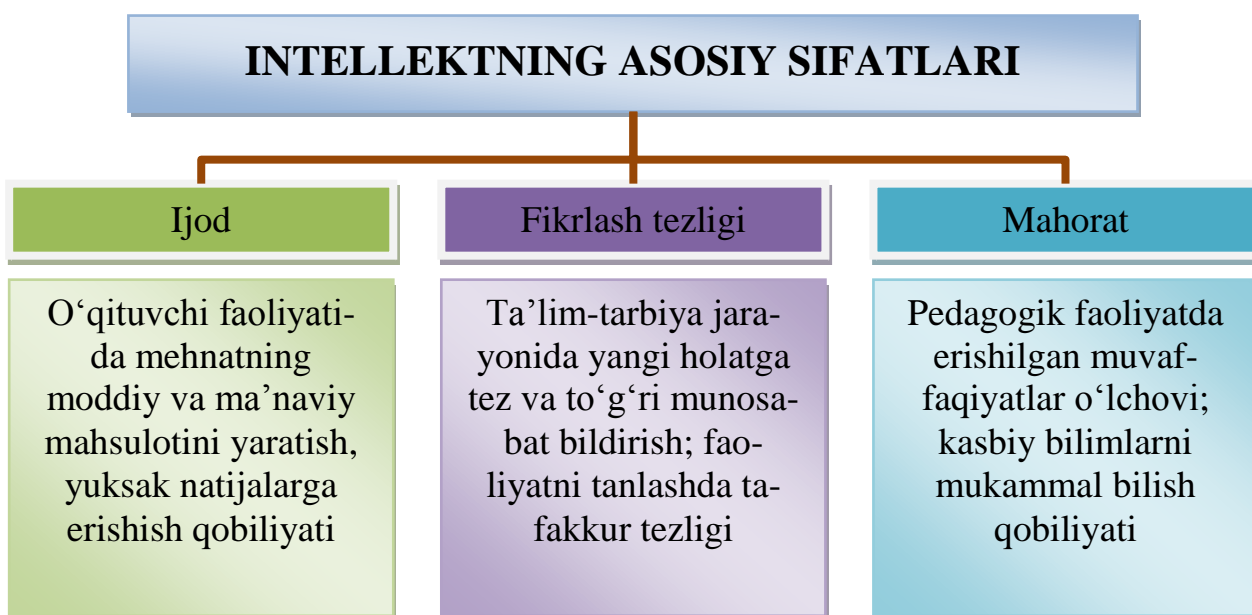 INTELLEKTNING ASOSIY SIFATLARI
Ijod
O‘qituvchi faoliyati-
da mehnatning
moddiy va ma’naviy
mahsulotini yaratish,
yuksak natijalarga
erishish qobiliyati
Fikrlash tezligi
Ta’lim-tarbiya jara-
yonida yangi holatga
tez va to‘g‘ri munosa-
bat bildirish; fao-
liyatni tanlashda ta-
fakkur tezligi
Mahorat
Pedagogik faoliyatda
erishilgan muvaf-
faqiyatlar o‘lchovi;
kasbiy bilimlarni
mukammal bilish
qobiliyati